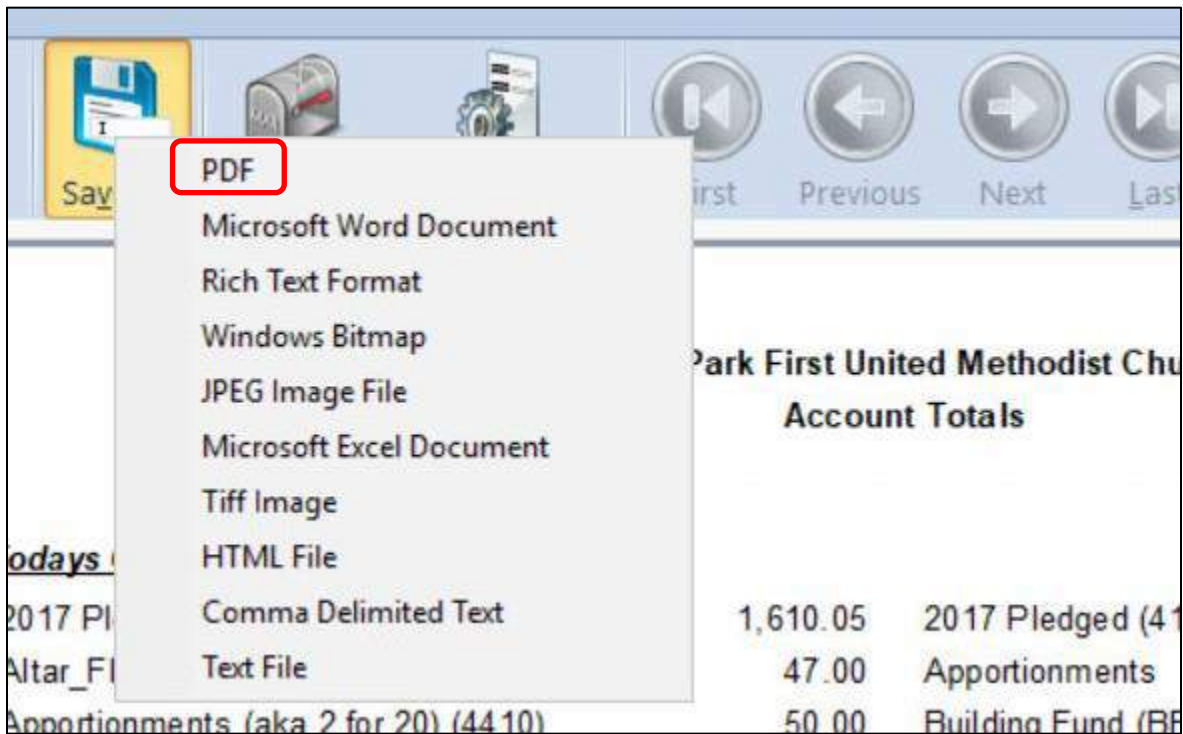 Sav
irst Previous Next Las
PDF
Microsoft Word Document
Rich Text Format
Windows Bitmap
JPEG Image File
Microsoft Excel Document
Tiff Image
HTML File
Comma Delimited Text
Text File
Park First United Methodist Chu
Account Totals
odays
2017 Pl 1,610.05 2017 Pledged (41
Altar_Fl 47.00 Apportionments
Apportionments (aka 2 for 20) (4410) 50.00 Building Fund (BF